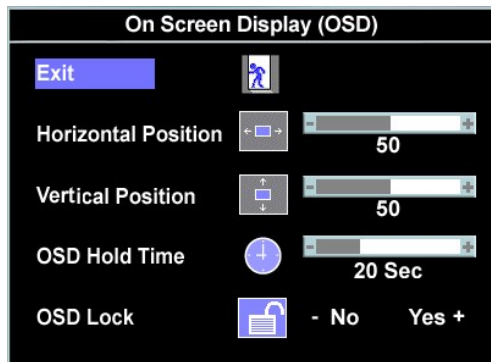 On Screen Display (OSD)
Exit
Horizontal Position - +
50
Vertical Position - +
50
OSD Hold Time - +
20 Sec
OSD Lock - No Yes +